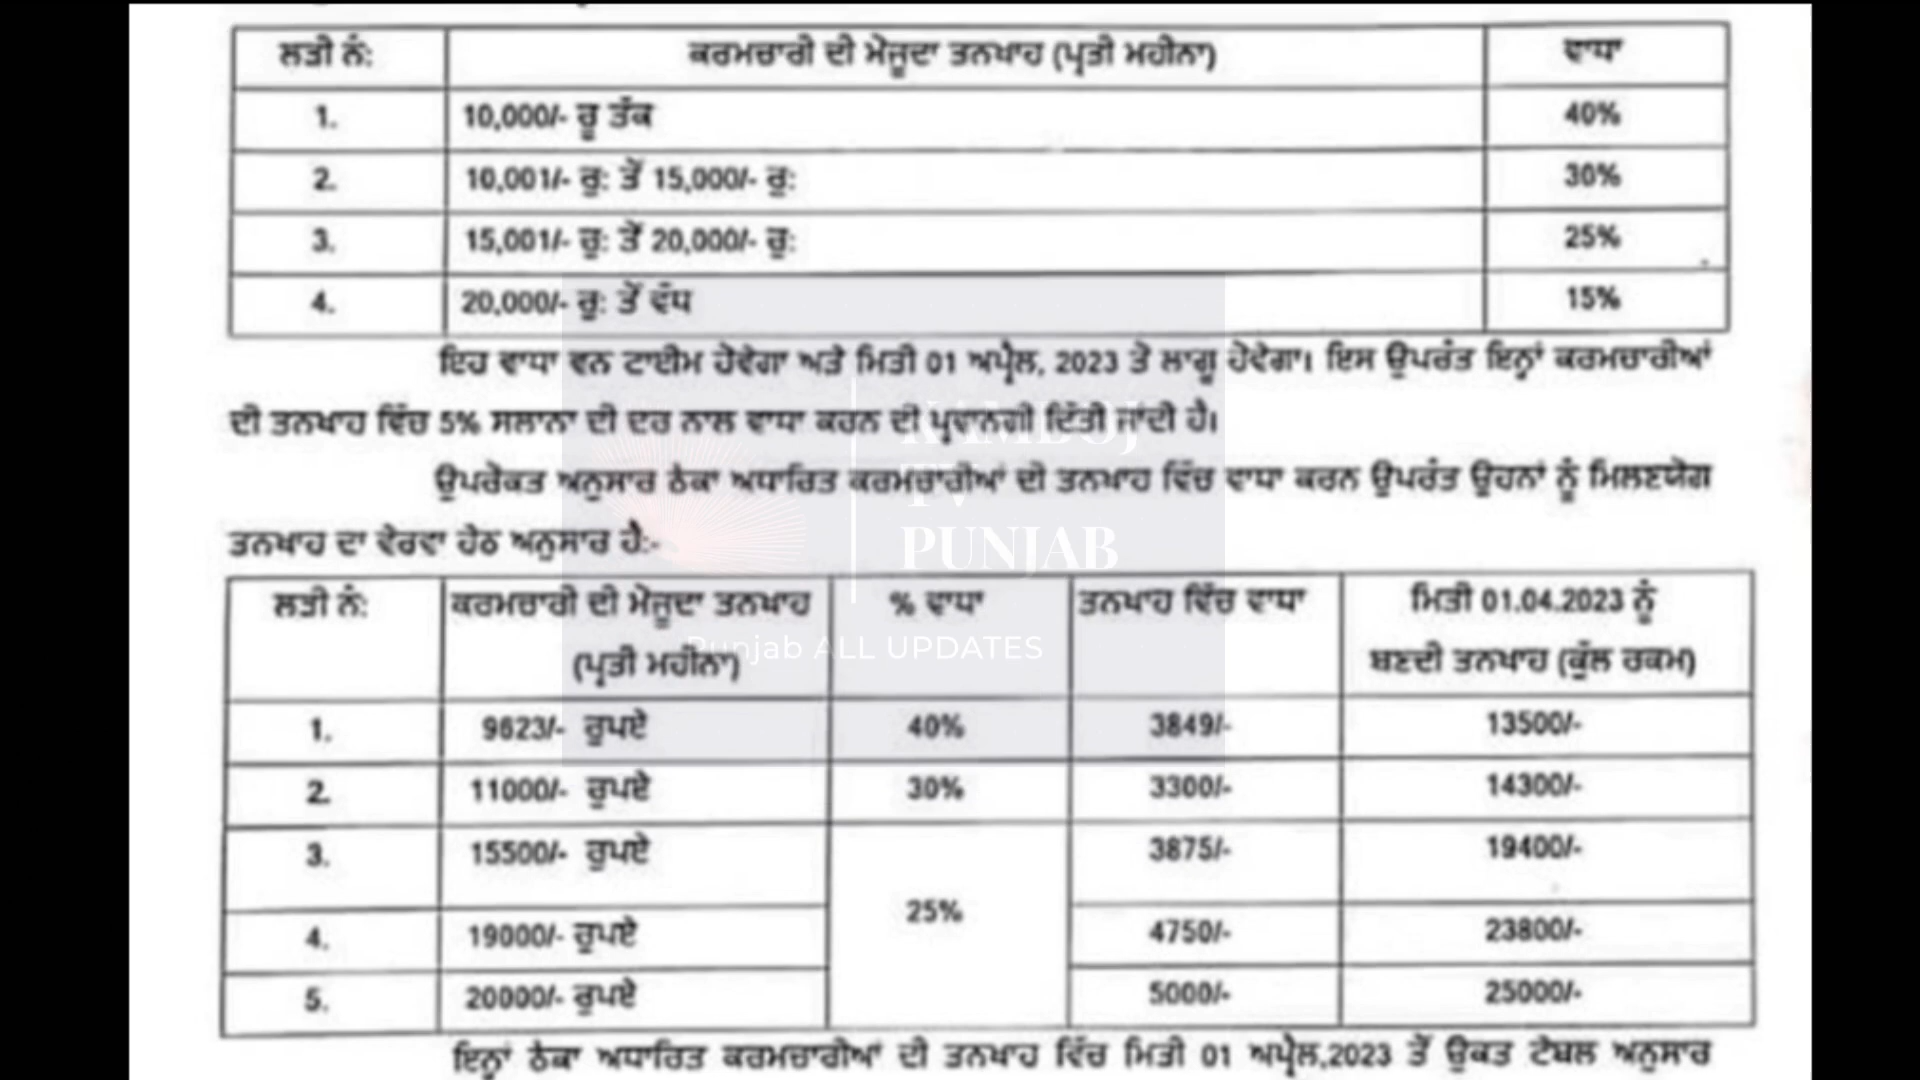 ਲੜੀ ਨੰ: ਕਰਮਚਾਰੀ ਦੀ ਮੌਜੂਦਾ ਤਨਖਾਹ (ਪ੍ਰਤੀ ਮਹੀਨਾ) ਵਾਧਾ
1. 10,000/- ਰੂ ਤੱਕ 40%
2. 10,001/- ਰੁ: ਤੋਂ 15,000/- ਰੁ: 30%
3. 15,001/- ਰੁ: ਤੋਂ 20,000/- ਰੁ: 25%
4. 20,000/- ਰੁ: ਤੋਂ ਵੱਧ 15%
ਇਹ ਵਾਧਾ ਵਨ ਟਾਈਮ ਹੋਵੇਗਾ ਅਤੇ ਮਿਤੀ 01 ਅਪ੍ਰੈਲ, 2023 ਤੋਂ ਲਾਗੂ ਹੋਵੇਗਾ। ਇਸ ਉਪਰੰਤ ਇਨ੍ਹਾਂ ਕਰਮਚਾਰੀਆਂ
ਦੀ ਤਨਖਾਹ ਵਿੱਚ 5% ਸਲਾਨਾ ਦੀ ਦਰ ਨਾਲ ਵਾਧਾ ਕਰਨ ਦੀ ਪ੍ਰਵਾਨਗੀ ਦਿੱਤੀ ਜਾਂਦੀ ਹੈ।
ਉਪਰੋਕਤ ਅਨੁਸਾਰ ਠੇਕਾ ਅਧਾਰਿਤ ਕਰਮਚਾਰੀਆਂ ਦੀ ਤਨਖਾਹ ਵਿੱਚ ਵਾਧਾ ਕਰਨ ਉਪਰੰਤ ਉਹਨਾਂ ਨੂੰ ਮਿਲਣਯੋਗ
ਤਨਖਾਹ ਦਾ ਵੇਰਵਾ ਹੇਠ ਅਨੁਸਾਰ ਹੈ:-
KAMBOJ
TV
PUNJAB
Punjab ALL UPDATES
ਲੜੀ ਨੰ: ਕਰਮਚਾਰੀ ਦੀ ਮੌਜੂਦਾ ਤਨਖਾਹ % ਵਾਧਾ ਤਨਖਾਹ ਵਿੱਚ ਵਾਧਾ ਮਿਤੀ 01.04.2023 ਨੂੰ
(ਪ੍ਰਤੀ ਮਹੀਨਾ) ਬਣਦੀ ਤਨਖਾਹ (ਕੁੱਲ ਰਕਮ)
1. 9623/- ਰੁਪਏ 40% 3849/- 13500/-
2. 11000/- ਰੁਪਏ 30% 3300/- 14300/-
3. 15500/- ਰੁਪਏ 3875/- 19400/-
25%
4. 19000/- ਰੁਪਏ 4750/- 23800/-
5. 20000/- ਰੁਪਏ 5000/- 25000/-
ਇਨ੍ਹਾਂ ਠੇਕਾ ਅਧਾਰਿਤ ਕਰਮਚਾਰੀਆਂ ਦੀ ਤਨਖਾਹ ਵਿੱਚ ਮਿਤੀ 01 ਅਪ੍ਰੈਲ,2023 ਤੋਂ ਉਕਤ ਟੇਬਲ ਅਨੁਸਾਰ